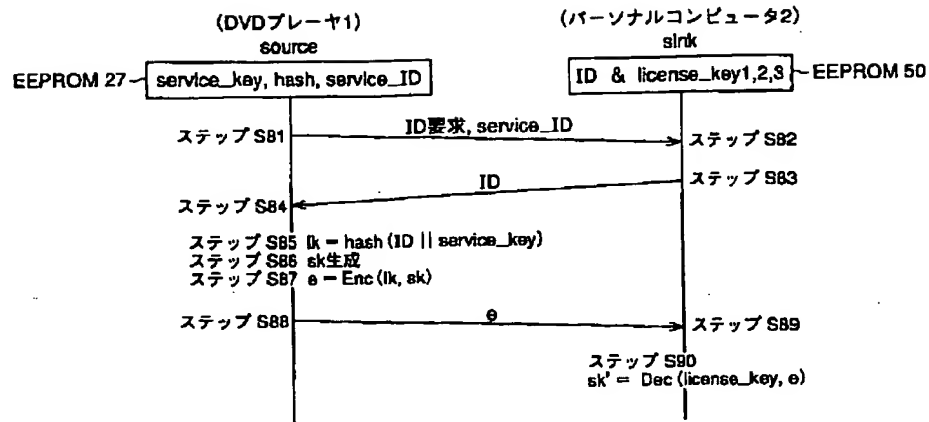 (DVDプレーヤ1)
source
(パーソナルコンピュータ2)
sink
EEPROM 27
service_key, hash, service_ID
ID & license_key1,2,3
EEPROM 50
ステップ S81
ID要求, service_ID
ステップ S82
ID
ステップ S83
ステップ S84
ステップ S85 lk = hash (ID || service_key)
ステップ S86 sk生成
ステップ S87 e = Enc (lk, sk)
ステップ S88
e
ステップ S89
ステップ S90
sk' = Dec (license_key, e)